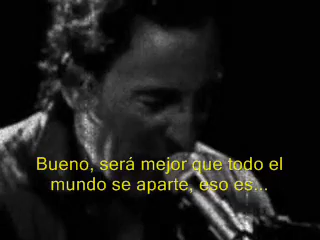 Bueno, será mejor que todo el
mundo se aparte, eso es...